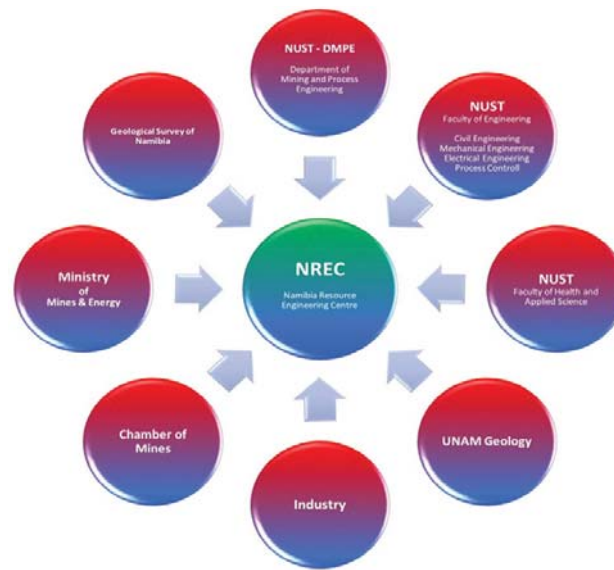 NUST - DMPE
Department of
Mining and Process
Engineering
NUST
Faculty of Engineering
Civil Engineering
Mechanical Engineering
Electrical Engineering
Process Controll
NUST
Faculty of Health and
Applied Science
UNAM Geology
Industry
Chamber of
Mines
Ministry
of
Mines & Energy
Geological Survey of
Namibia
NREC
Namibia Resource
Engineering Centre